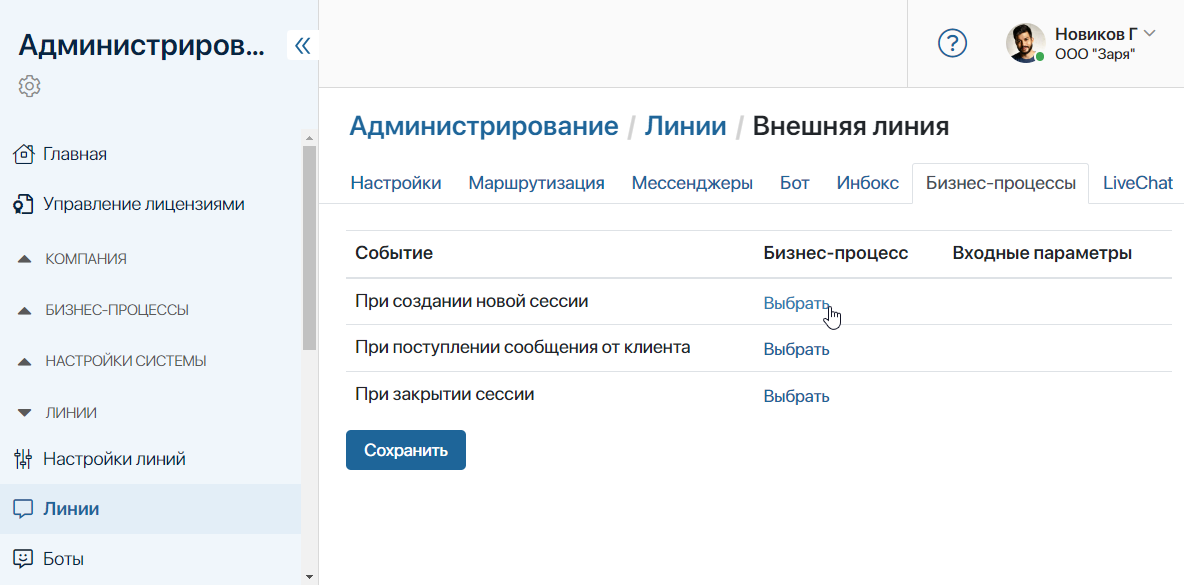 Администриров...
Новиков Г
ООО "Заря"
Главная
Управление лицензиями
КОМПАНИЯ
БИЗНЕС-ПРОЦЕССЫ
НАСТРОЙКИ СИСТЕМЫ
ЛИНИИ
Настройки линий
Линии
Боты
Администрирование / Линии / Внешняя линия
Настройки Маршрутизация Мессенджеры Бот Инбокс Бизнес-процессы LiveChat
Событие Бизнес-процесс Входные параметры
При создании новой сессии Выбрать
При поступлении сообщения от клиента Выбрать
При закрытии сессии Выбрать
Сохранить